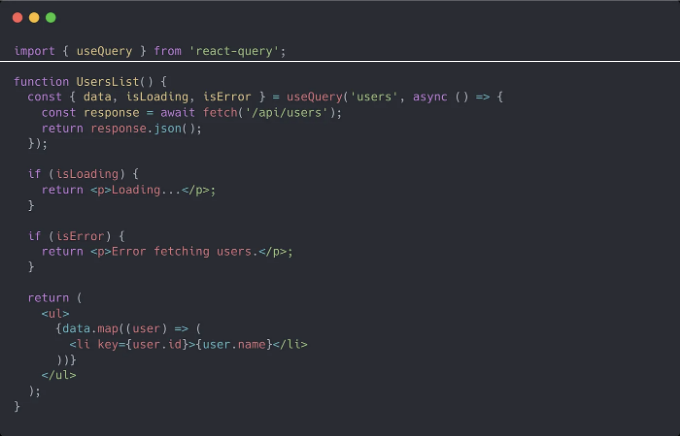 import { useQuery } from 'react-query';
function UsersList() {
  const { data, isLoading, isError } = useQuery('users', async () => {
    const response = await fetch('/api/users');
    return response.json();
  });

  if (isLoading) {
    return <p>Loading...</p>;
  }

  if (isError) {
    return <p>Error fetching users.</p>;
  }

  return (
    <ul>
      {data.map((user) => (
        <li key={user.id}>{user.name}</li>
      ))}
    </ul>
  );
}